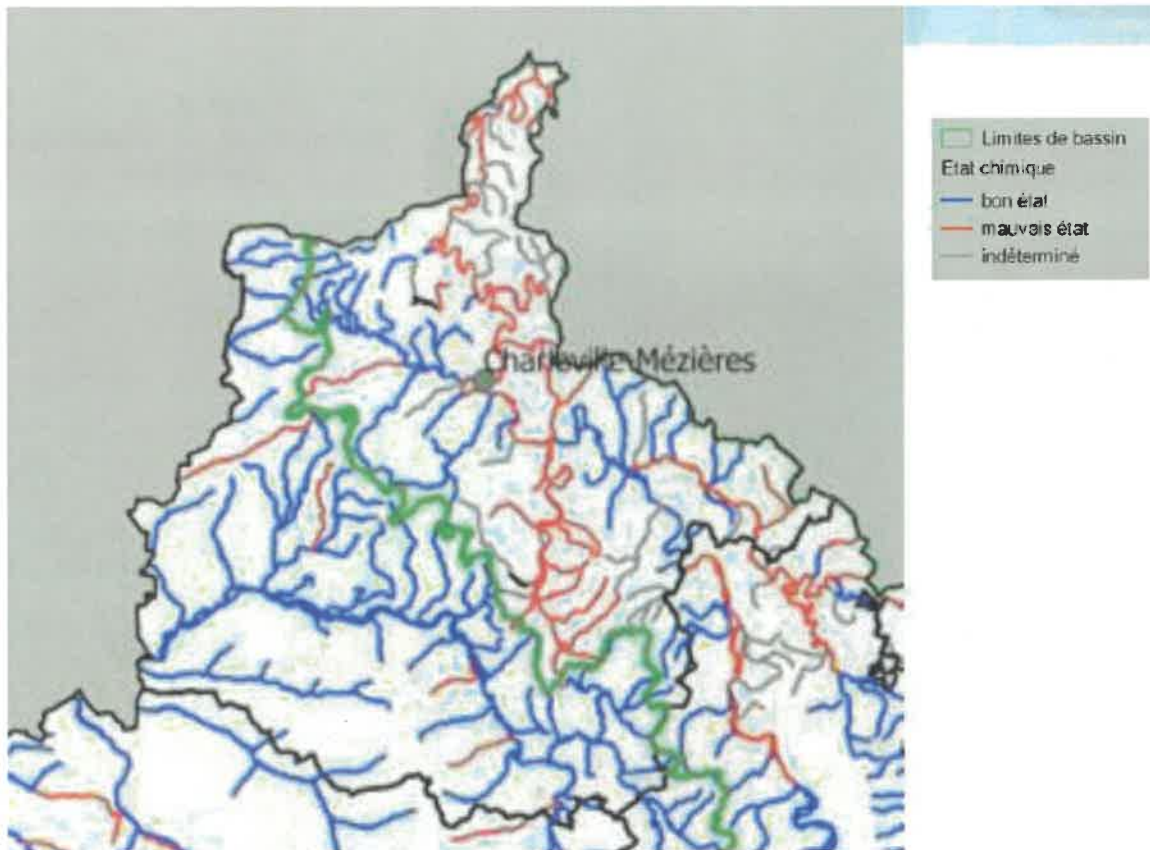 Charleville-Mézières
Limites de bassin
Etat chimique
bon état
mauvais état
indéterminé